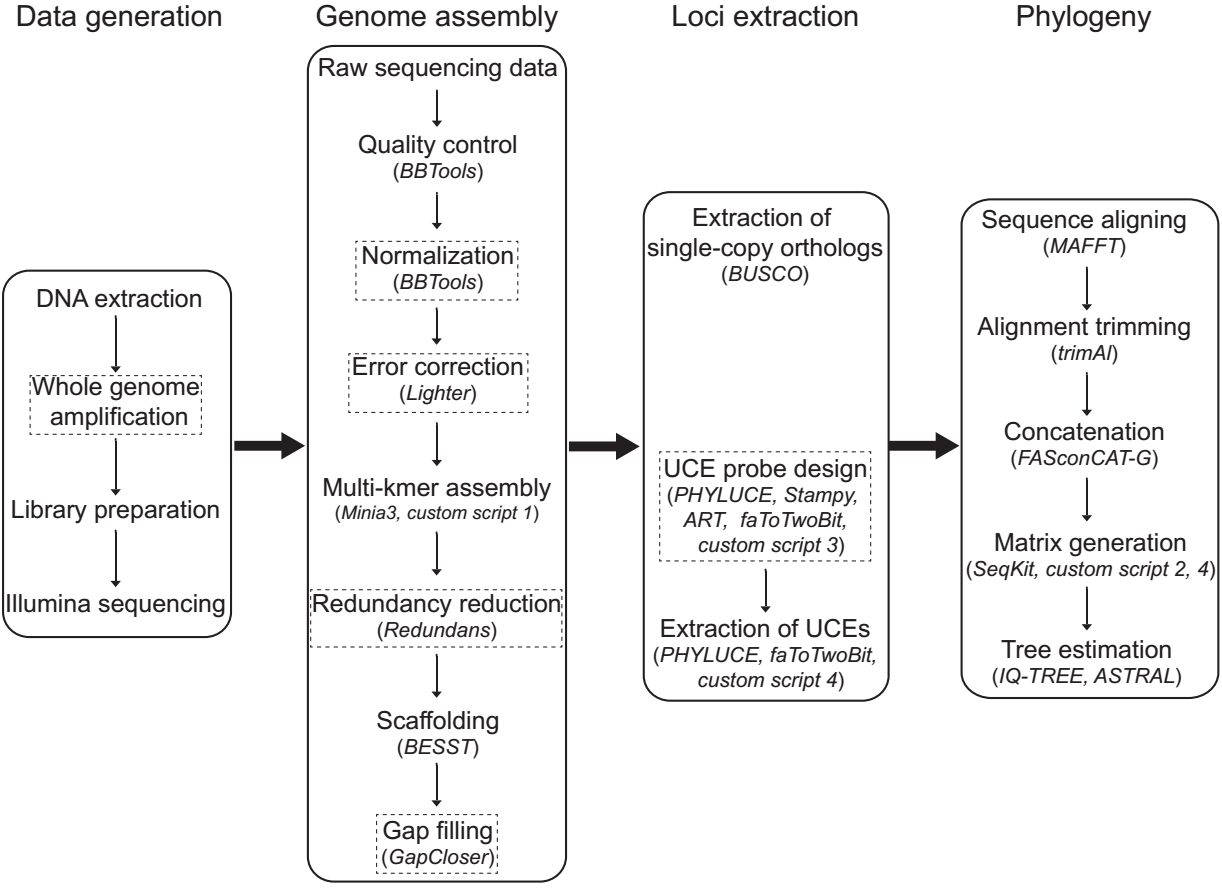 Data generation
DNA extraction
Whole genome
amplification
Library preparation
Illumina sequencing
Genome assembly
Raw sequencing data
Quality control
(BBTools)
Normalization
(BBTools)
Error correction
(Lighter)
Multi-kmer assembly
(Minia3, custom script 1)
Redundancy reduction
(Redundans)
Scaffolding
(BESST)
Gap filling
(GapCloser)
Loci extraction
Extraction of
single-copy orthologs
(BUSCO)
UCE probe design
(PHYLUCE, Stampy,
ART, faToTwoBit,
custom script 3)
Extraction of UCEs
(PHYLUCE, faToTwoBit,
custom script 4)
Phylogeny
Sequence aligning
(MAFFT)
Alignment trimming
(trimAl)
Concatenation
(FASconCAT-G)
Matrix generation
(SeqKit, custom script 2, 4)
Tree estimation
(IQ-TREE, ASTRAL)